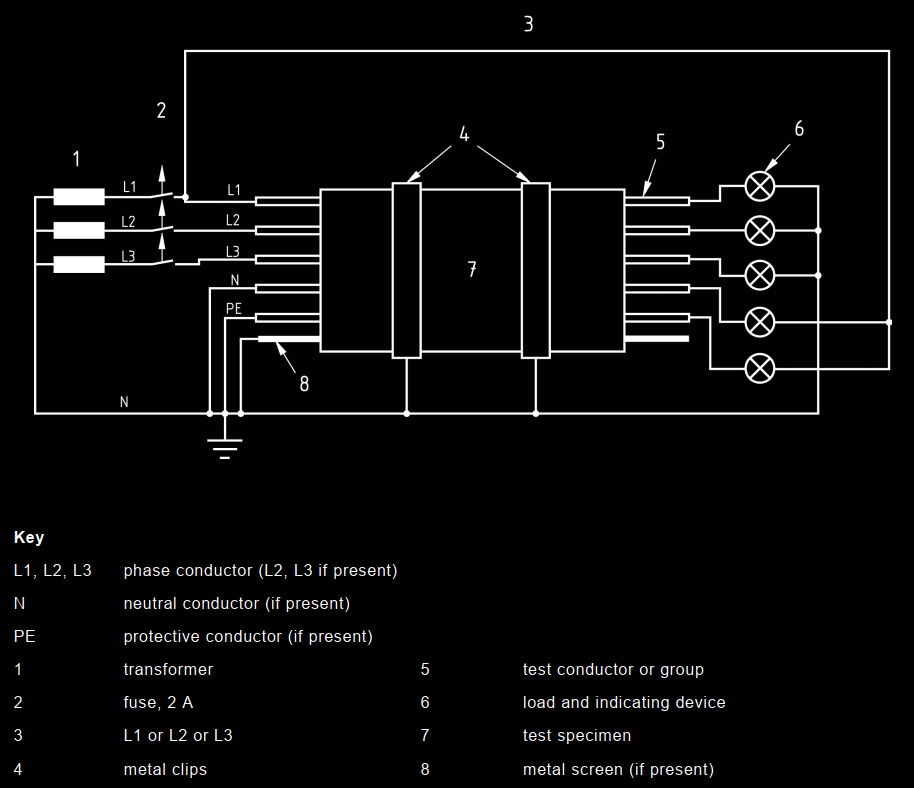 3
2
4
5
6
1
L1
L1
L2
L2
L3
L3
7
N
PE
8
N
Key
L1, L2, L3 phase conductor (L2, L3 if present)
N neutral conductor (if present)
PE protective conductor (if present)
1 transformer 5 test conductor or group
2 fuse, 2 A 6 load and indicating device
3 L1 or L2 or L3 7 test specimen
4 metal clips 8 metal screen (if present)